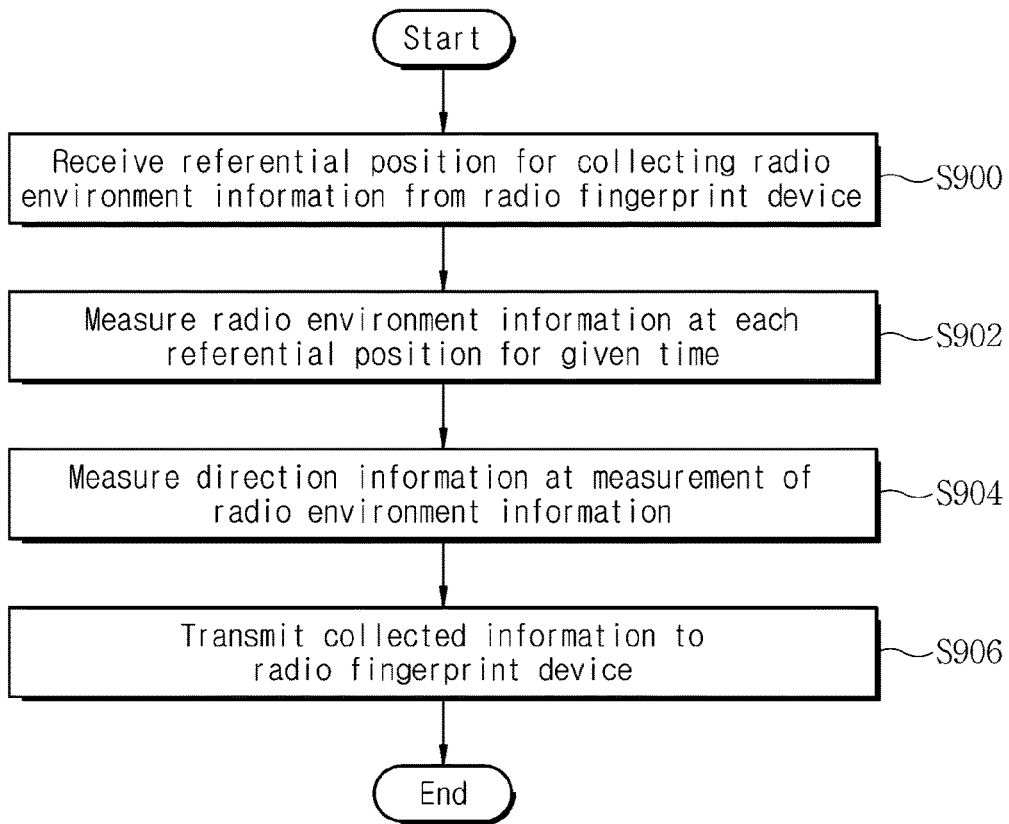 Start
Receive referential position for collecting radio
environment information from radio fingerprint device
S900
Measure radio environment information at each
referential position for given time
S902
Measure direction information at measurement of
radio environment information
S904
Transmit collected information to
radio fingerprint device
S906
End